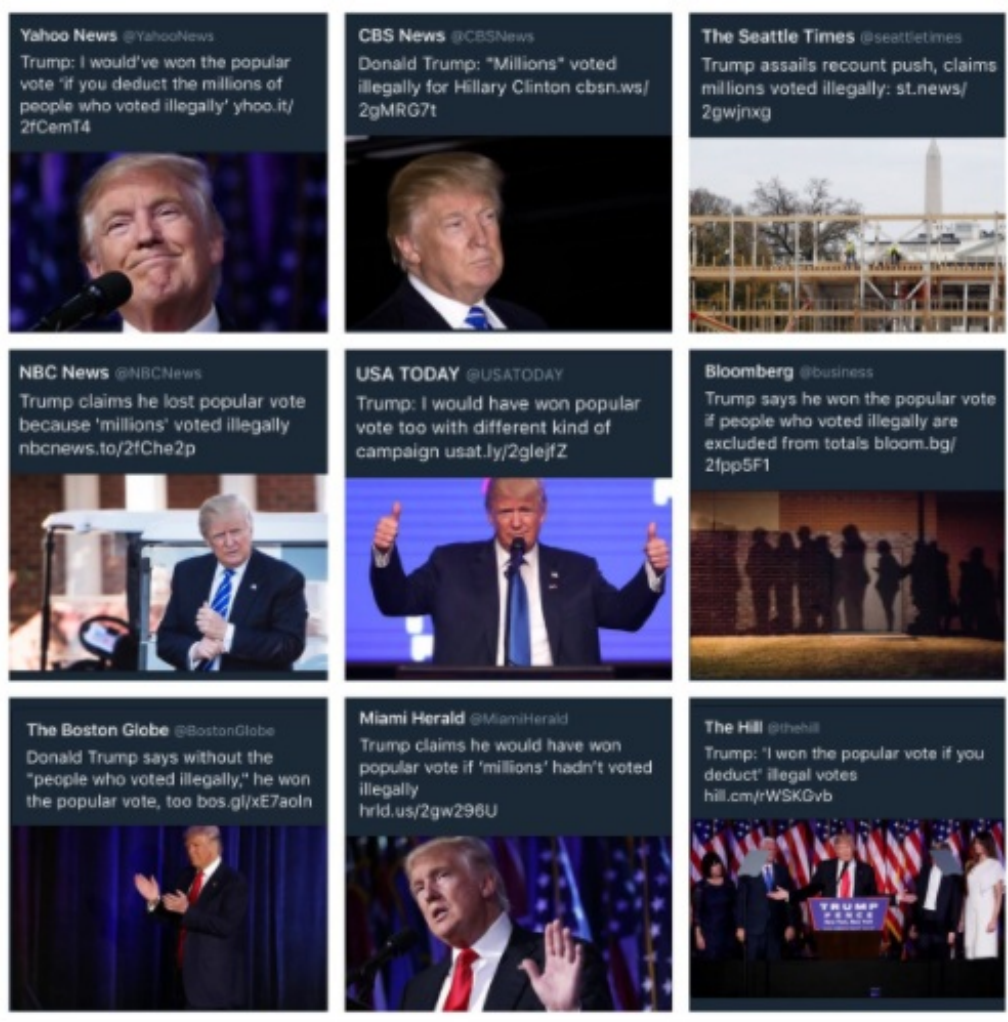 Yahoo News @YahooNews
Trump: I would've won the popular
vote 'if you deduct the millions of
people who voted illegally' yhoo.it/
2fCemT4
CBS News @CBSNews
Donald Trump: "Millions" voted
illegally for Hillary Clinton cbsn.ws/
2gMRG7t
The Seattle Times @seattletimes
Trump assails recount push, claims
millions voted illegally: st.news/
2gwjnxg
NBC News @NBCNews
Trump claims he lost popular vote
because 'millions' voted illegally
nbcnews.to/2fChe2p
USA TODAY @USATODAY
Trump: I would have won popular
vote too with different kind of
campaign usat.ly/2glejfZ
Bloomberg @business
Trump says he won the popular vote
if people who voted illegally are
excluded from totals bloom.bg/
2fpp5F1
The Boston Globe @BostonGlobe
Donald Trump says without the
"people who voted illegally," he won
the popular vote, too bos.gl/xE7aoln
Miami Herald @MiamiHerald
Trump claims he would have won
popular vote if 'millions' hadn't voted
illegally
hrld.us/2gw296U
The Hill @thehill
Trump: 'I won the popular vote if you
deduct' illegal votes
hill.cm/rWSKGvb
TRUMP
PENCE
New York, New York